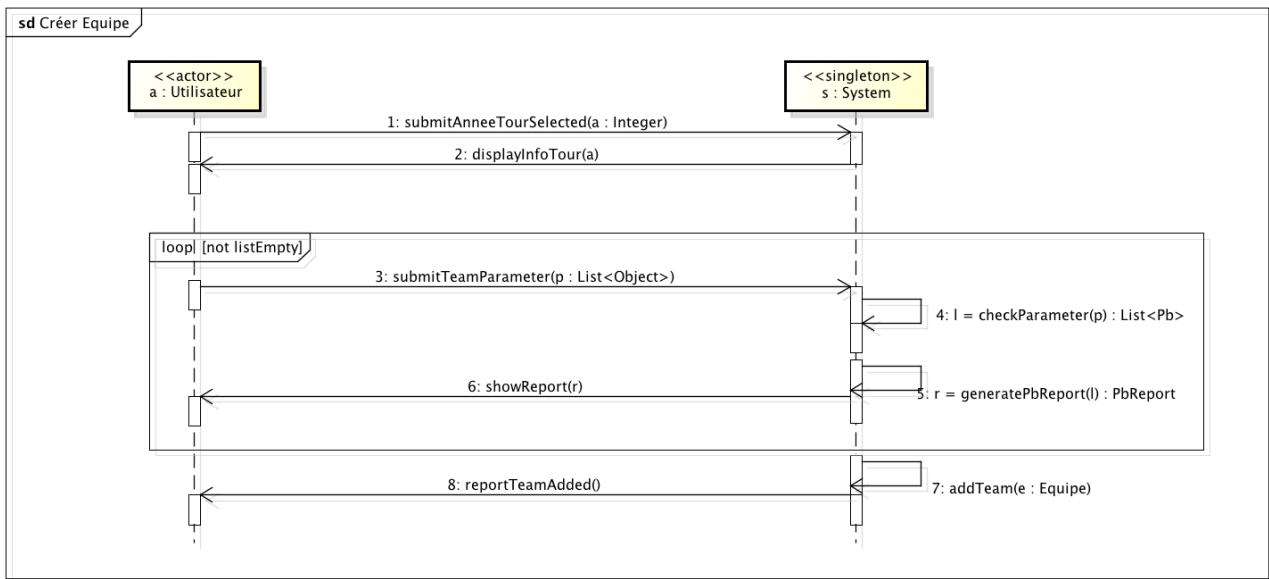 sd Créer Equipe
<<actor>>
a : Utilisateur
<<singleton>>
s : System
1: submitAnneeTourSelected(a : Integer)
2: displayInfoTour(a)
loop [not listEmpty]
3: submitTeamParameter(p : List<Object>)
4: l = checkParameter(p) : List<Pb>
5: r = generatePbReport(l) : PbReport
6: showReport(r)
7: addTeam(e : Equipe)
8: reportTeamAdded()